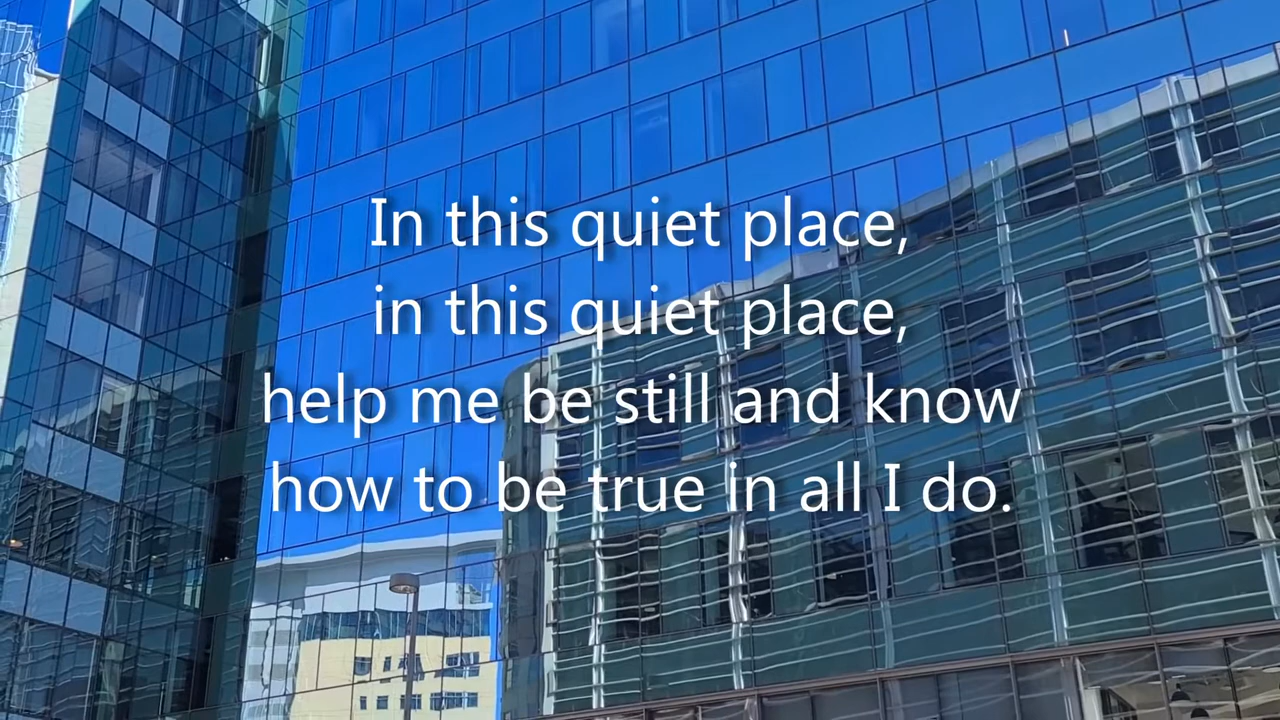 In this quiet place,
in this quiet place,
help me be still and know
how to be true in all I do.